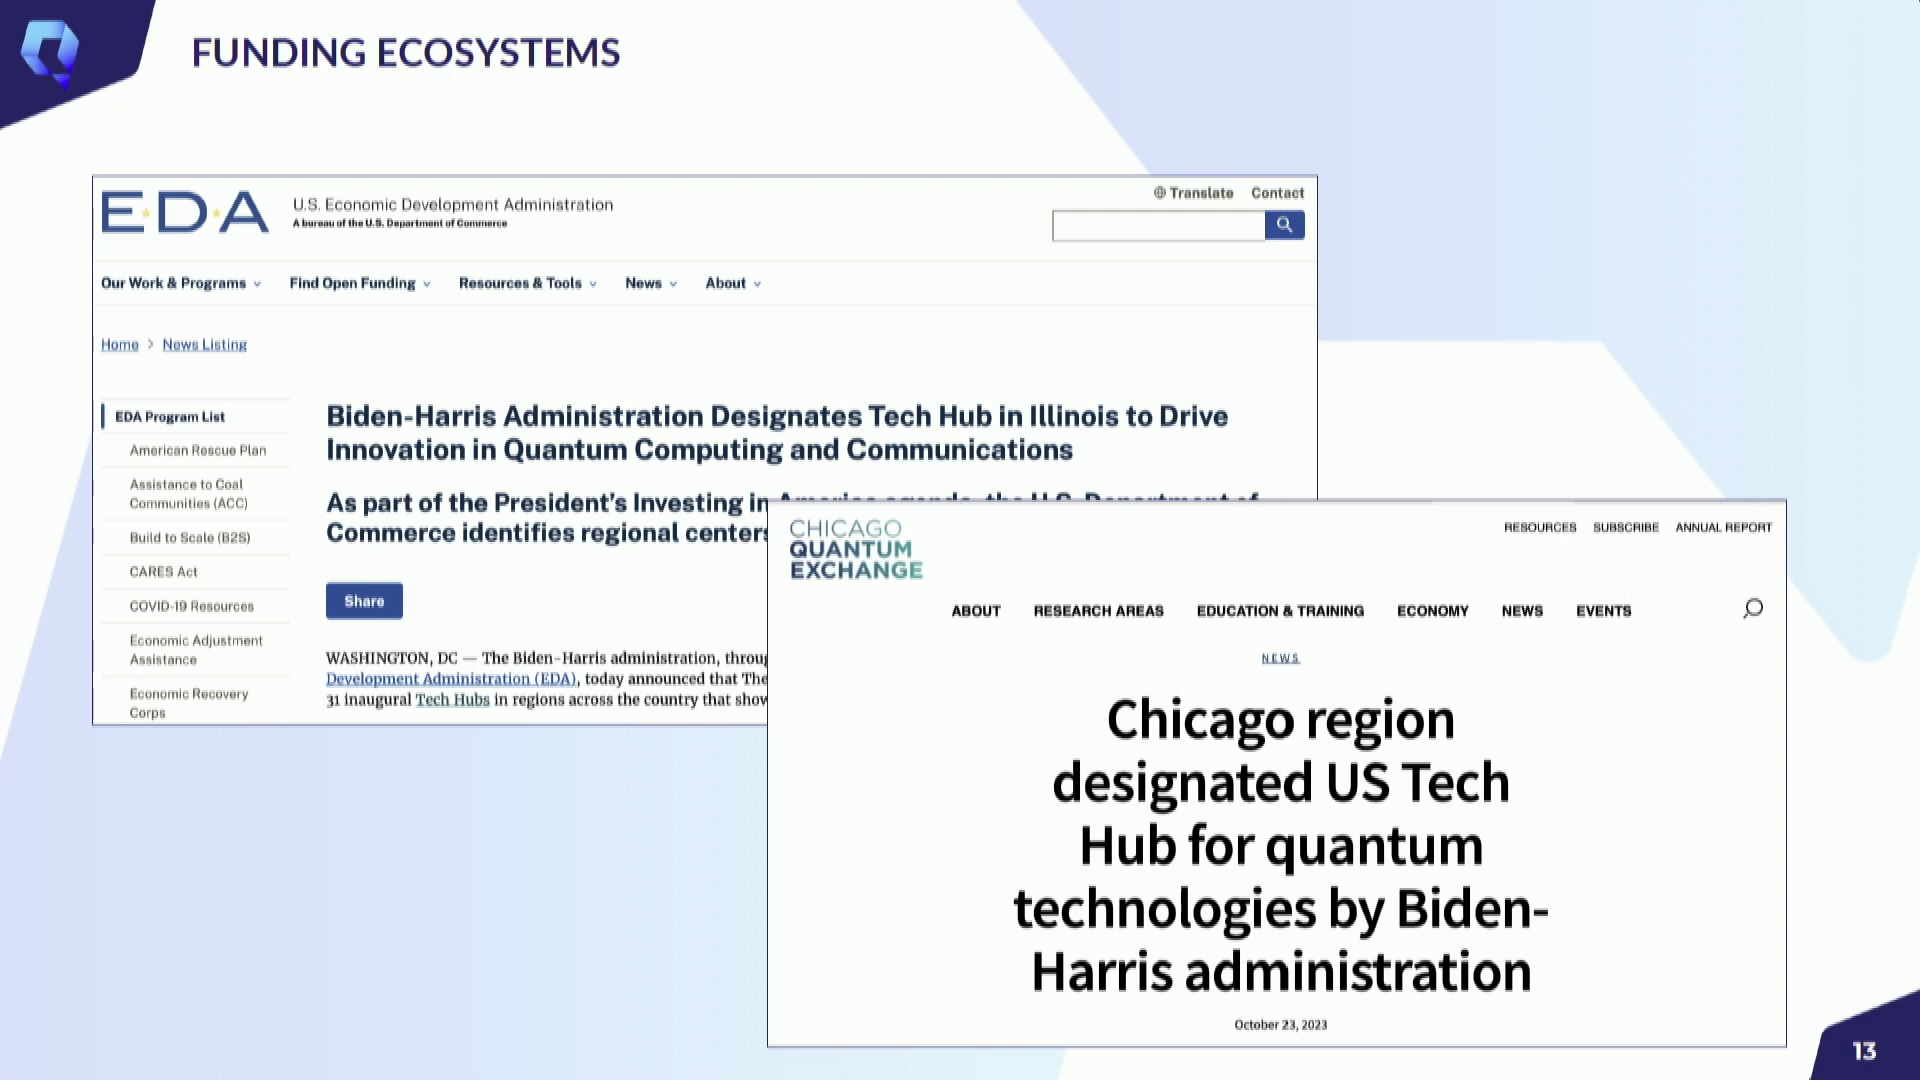 FUNDING ECOSYSTEMS
EDA
U.S. Economic Development Administration
A bureau of the U.S. Department of Commerce
Translate Contact
Our Work & Programs Find Open Funding Resources & Tools News About
Home > News Listing
EDA Program List
American Rescue Plan
Assistance to Coal
Communities (ACC)
Build to Scale (B2S)
CARES Act
COVID-19 Resources
Economic Adjustment
Assistance
Economic Recovery
Corps
Biden-Harris Administration Designates Tech Hub in Illinois to Drive
Innovation in Quantum Computing and Communications
As part of the President's Investing in America agenda, the U.S. Department of
Commerce identifies regional centers
Share
WASHINGTON, DC — The Biden-Harris administration, throug
Development Administration (EDA), today announced that The
31 inaugural Tech Hubs in regions across the country that show
CHICAGO
QUANTUM
EXCHANGE
RESOURCES SUBSCRIBE ANNUAL REPORT
ABOUT RESEARCH AREAS EDUCATION & TRAINING ECONOMY NEWS EVENTS
NEWS
Chicago region
designated US Tech
Hub for quantum
technologies by Biden-
Harris administration
October 23, 2023
13